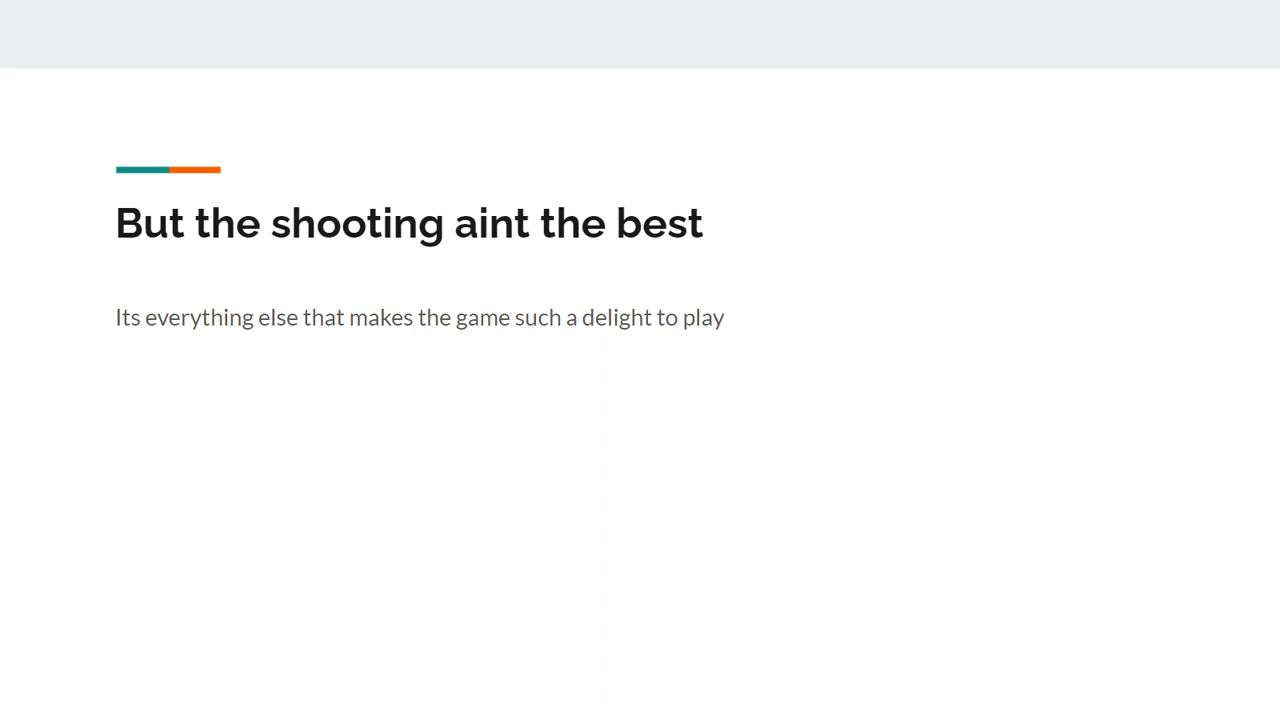 But the shooting aint the best
Its everything else that makes the game such a delight to play